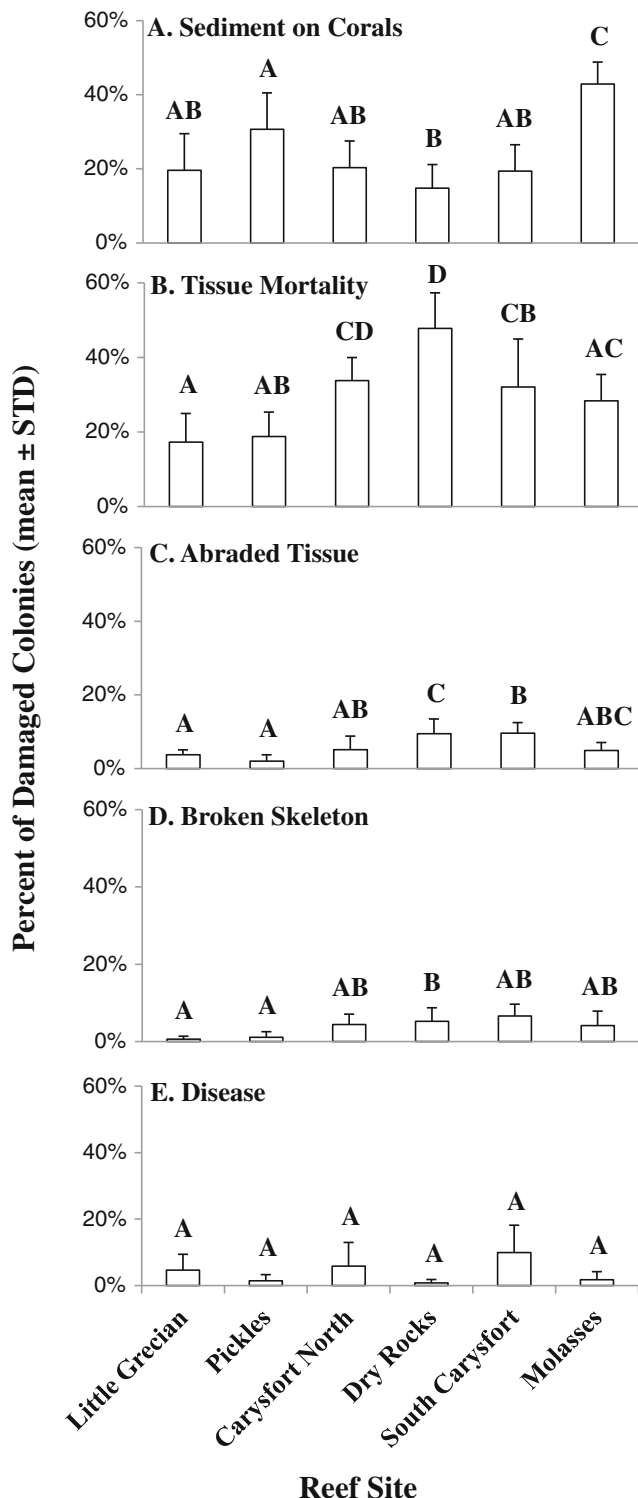 Percent of Damaged Colonies (mean ± STD)
A. Sediment on Corals
60%
40%
20%
0%
AB
A
AB
B
AB
C
B. Tissue Mortality
60%
40%
20%
0%
A
AB
CD
D
CB
AC
C. Abraded Tissue
60%
40%
20%
0%
A
A
AB
C
B
ABC
D. Broken Skeleton
60%
40%
20%
0%
A
A
AB
B
AB
AB
E. Disease
60%
40%
20%
0%
A
A
A
A
A
A
Little Grecian
Pickles
Carysfort North
Dry Rocks
South Carysfort
Molasses
Reef Site